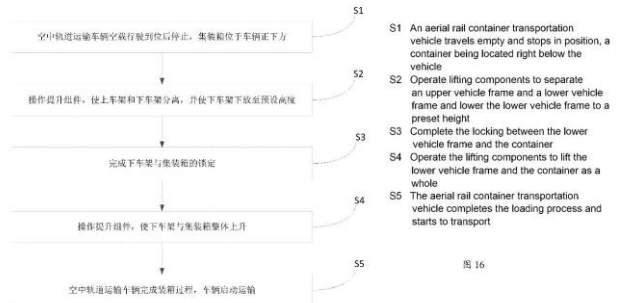 S1
空中轨道运输车辆空载行驶到位后停止，集装箱位于车辆正下方
S2
操作提升组件，使上车架和下车架分离，并使下车架下放至预设高度
S3
完成下车架与集装箱的锁定
S4
操作提升组件，使下车架与集装箱整体上升
S5
空中轨道运输车辆完成装箱过程，车辆启动运输
S1 An aerial rail container transportation
vehicle travels empty and stops in position, a
container being located right below the
vehicle
S2 Operate lifting components to separate
an upper vehicle frame and a lower vehicle
frame and lower the lower vehicle frame to a
preset height
S3 Complete the locking between the lower
vehicle frame and the container
S4 Operate the lifting components to lift the
lower vehicle frame and the container as a
whole
S5 The aerial rail container transportation
vehicle completes the loading process and
starts to transport
图 16